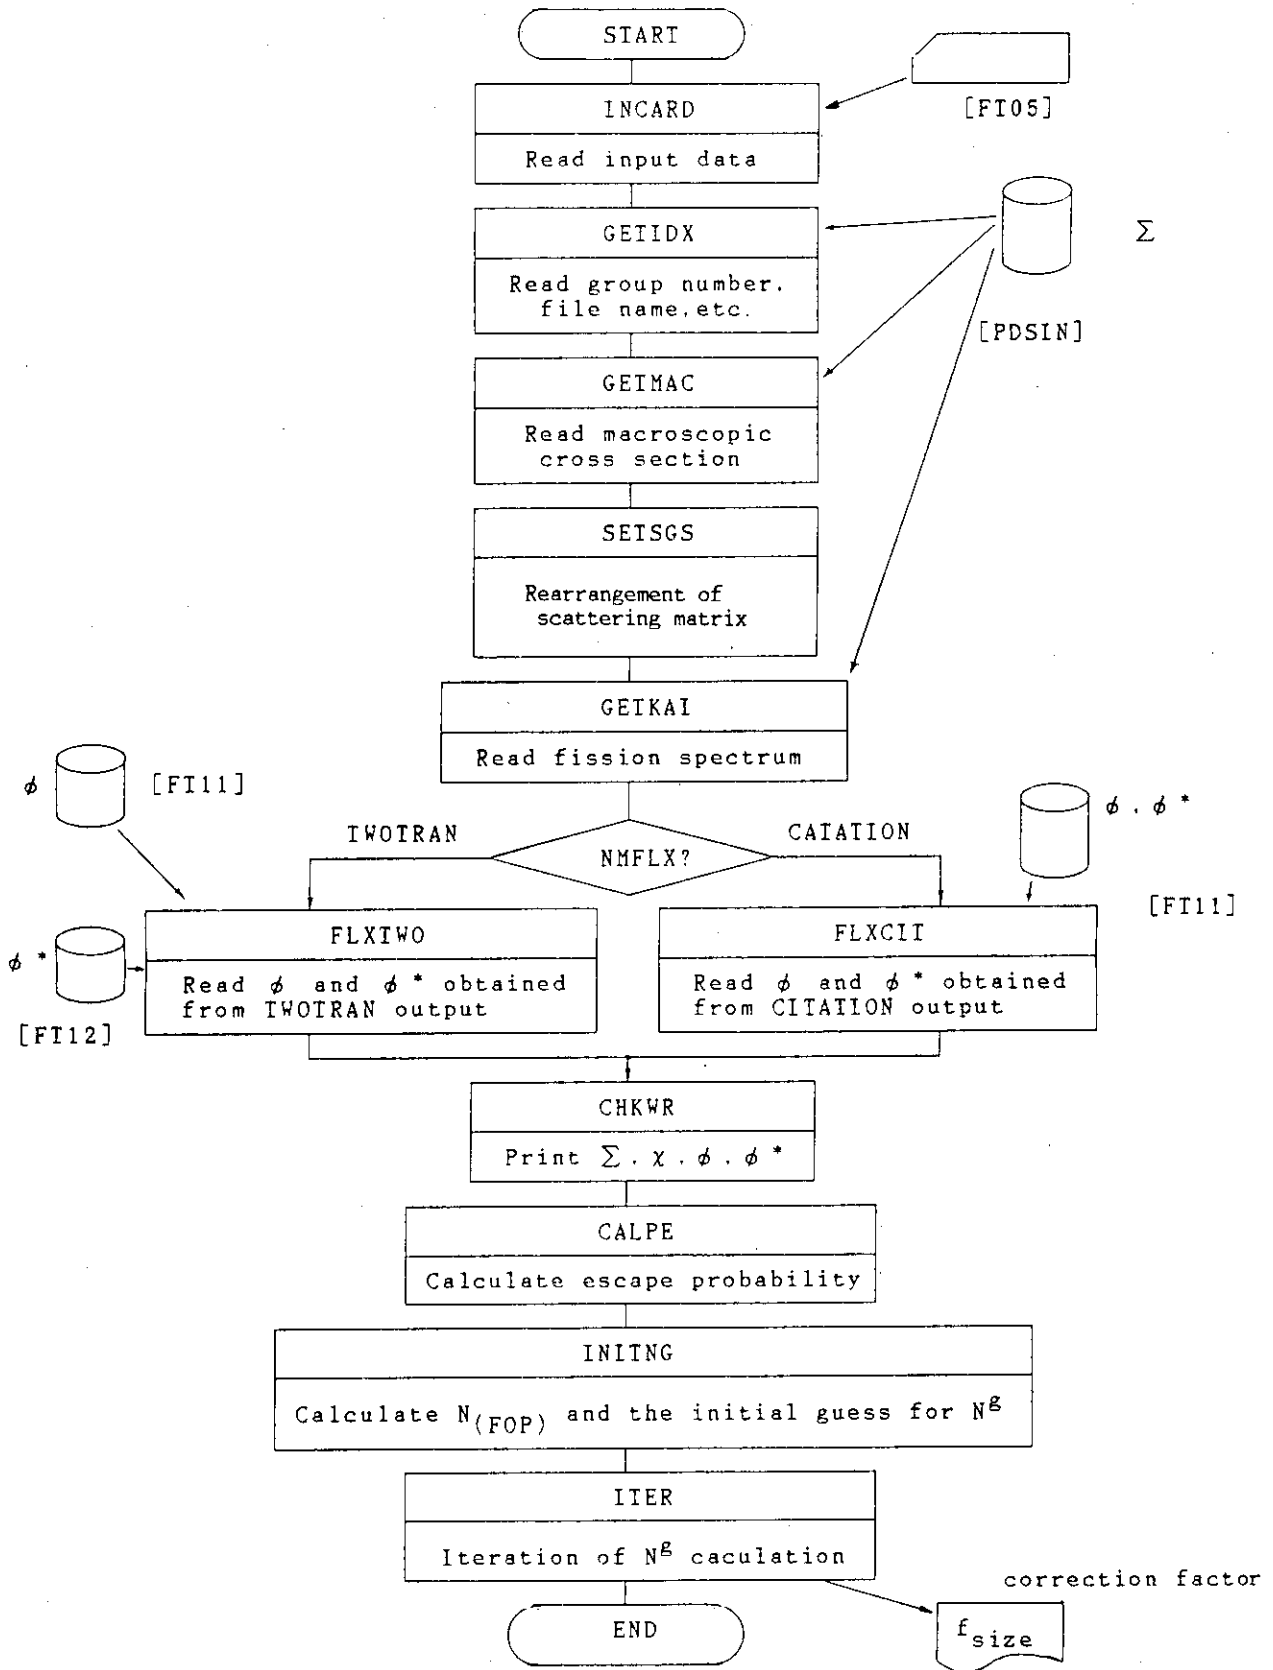 START
INCARD
[FT05]
Read input data
GETIDX
Σ
Read group number.
file name,etc.
[PDSIN]
GETMAC
Read macroscopic
cross section
SETSGS
Rearrangement of
scattering matrix
GETKAI
Read fission spectrum
φ [FT11]
φ . φ *
TWOTRAN
CATATION
NMFLX?
[FT11]
FLXTWO
FLXCIT
φ *
Read φ and φ * obtained
from TWOTRAN output
Read φ and φ * obtained
from CITATION output
[FT12]
CHKWR
Print Σ . χ . φ . φ *
CALPE
Calculate escape probability
INITNG
Calculate N(FOP) and the initial guess for Ng
ITER
Iteration of Ng caculation
correction factor
END
fsize